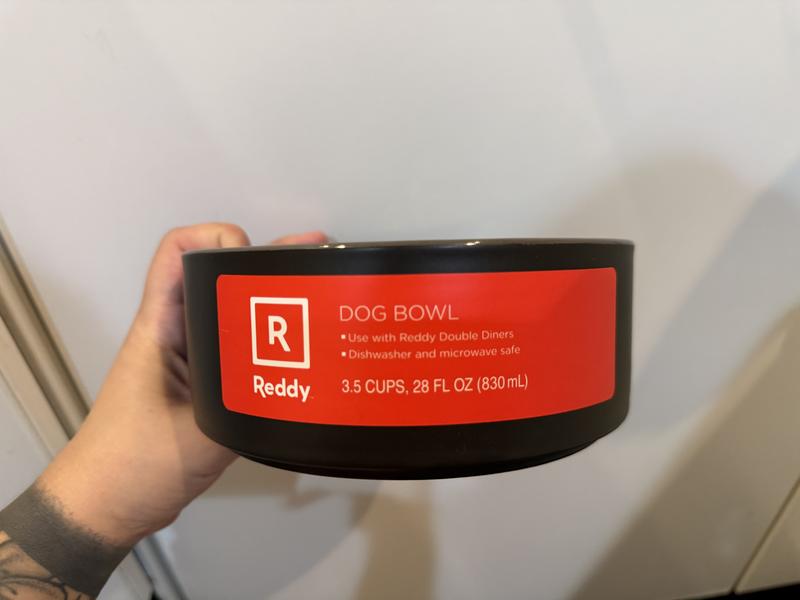 R
Reddy™
DOG BOWL
▪ Use with Reddy Double Diners
▪ Dishwasher and microwave safe
3.5 CUPS, 28 FL OZ (830 mL)